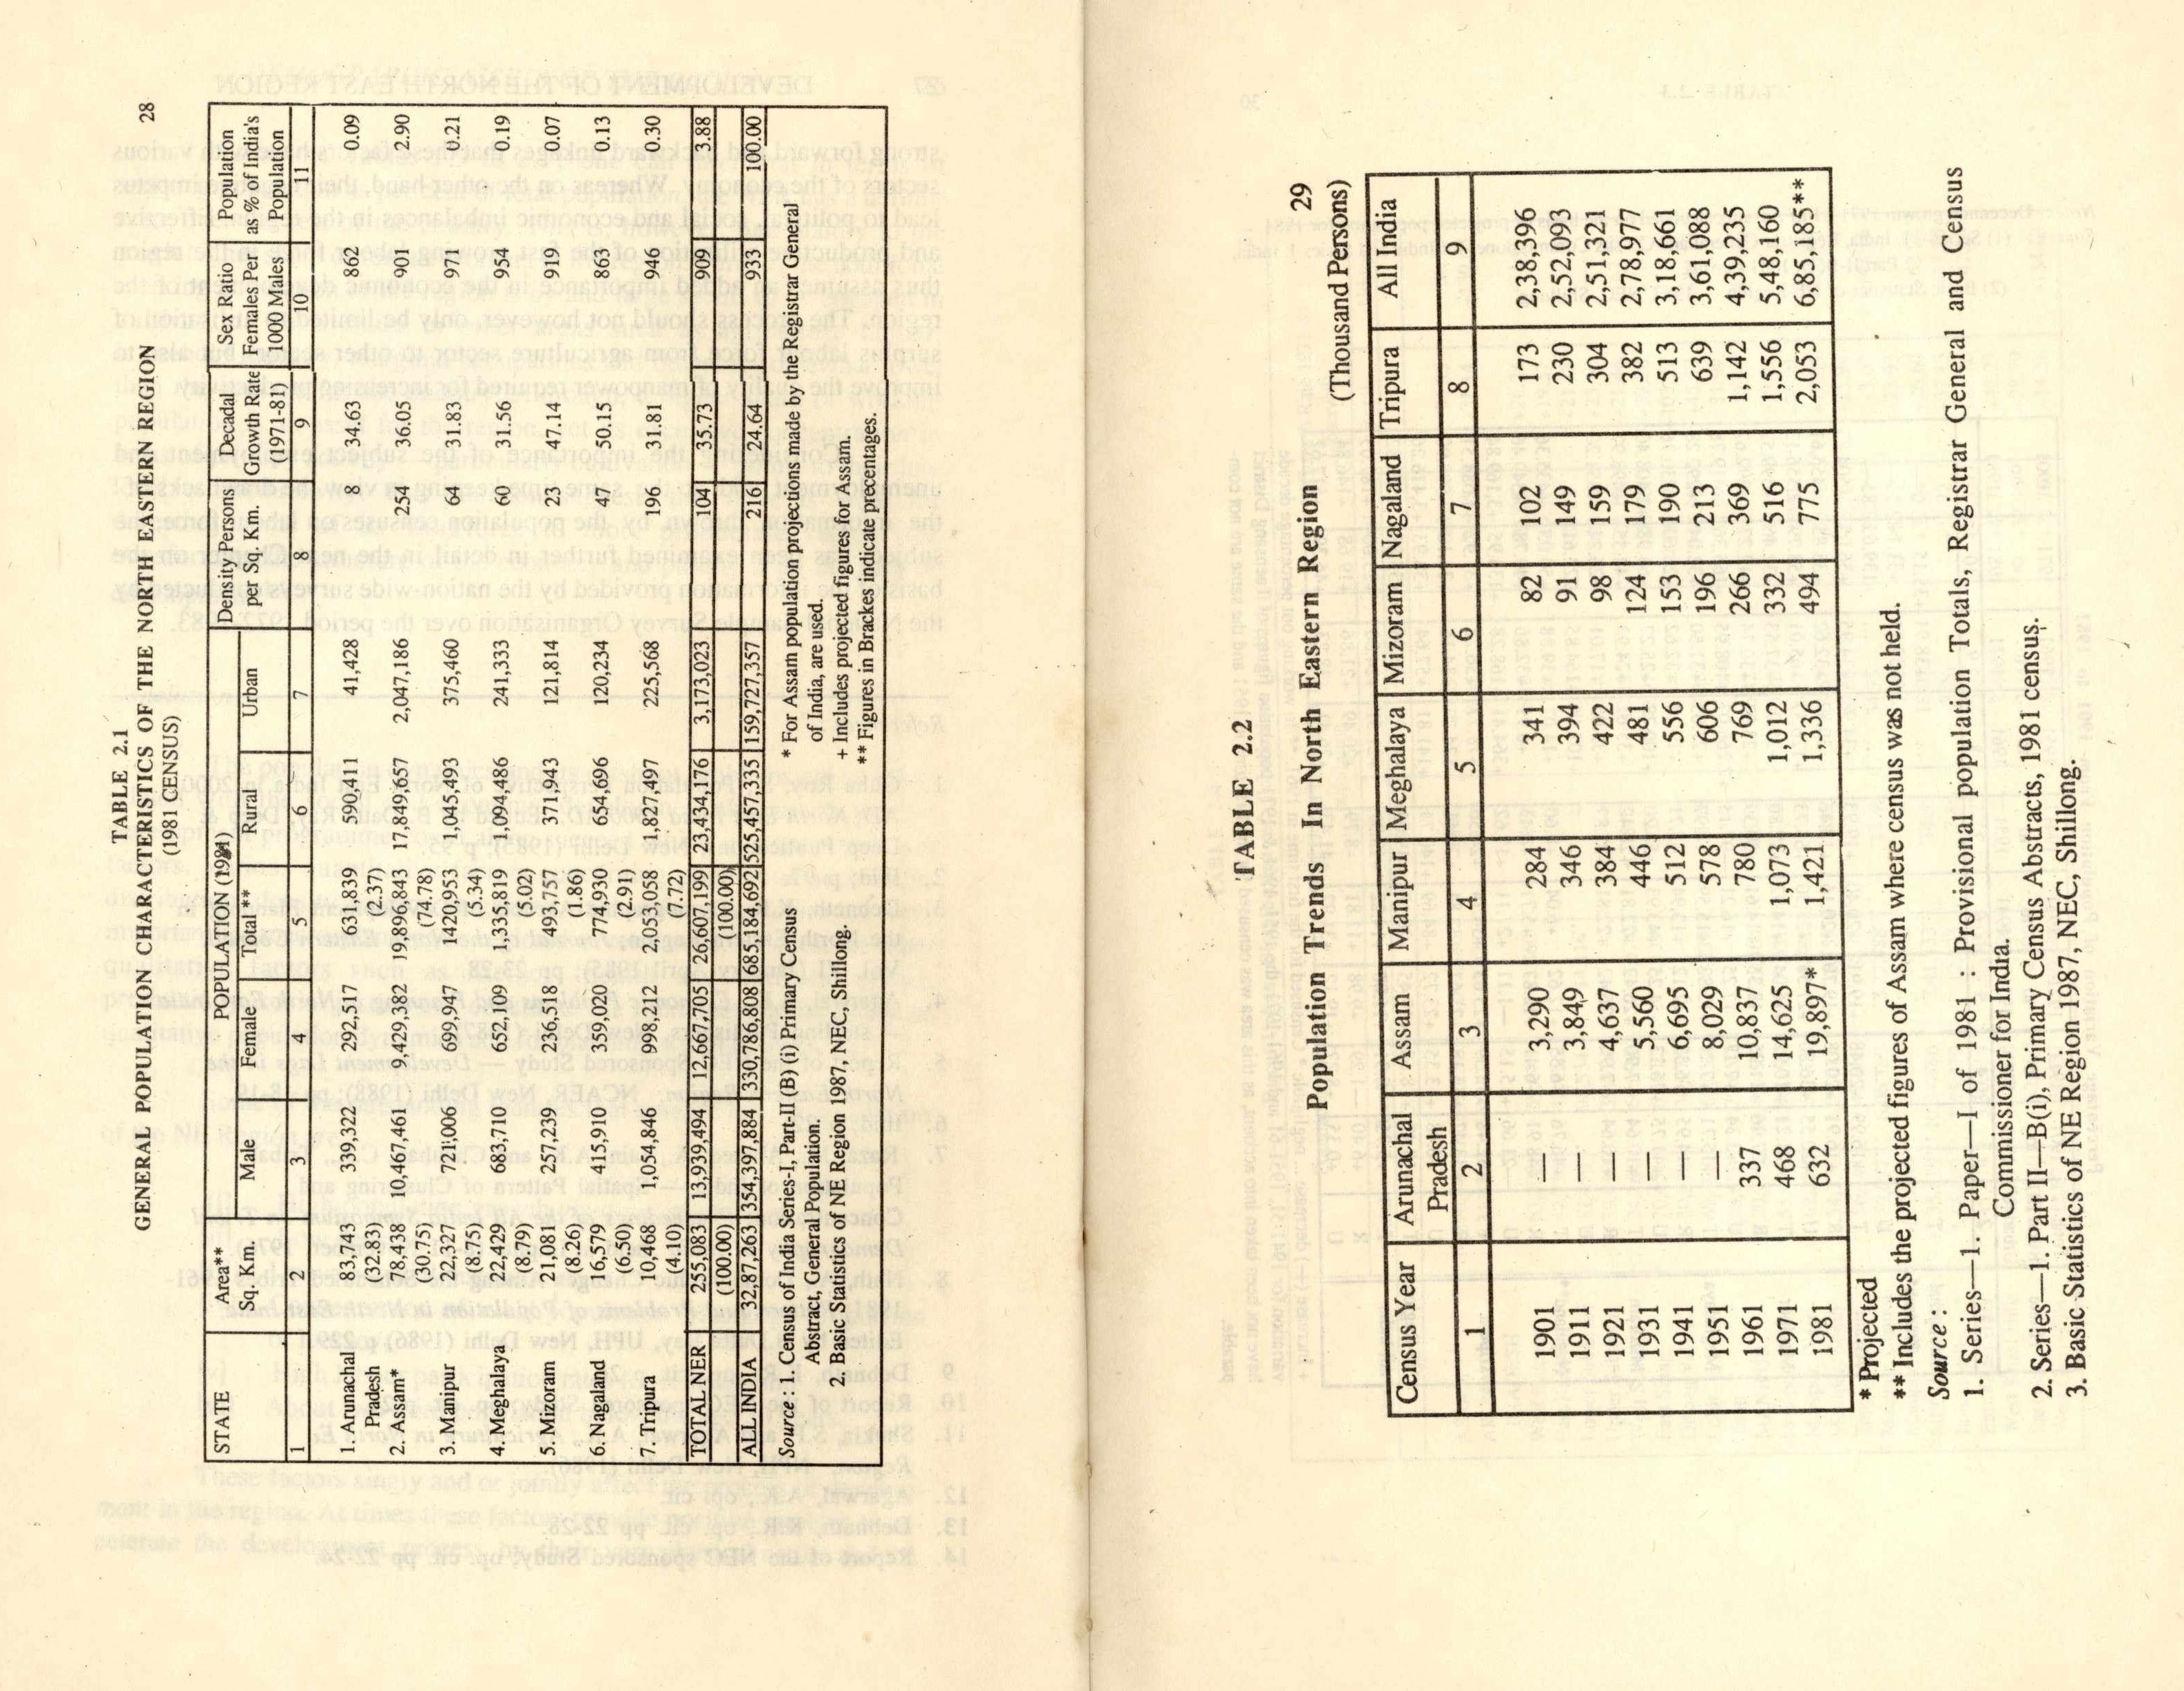 28
TABLE 2.1
GENERAL POPULATION CHARACTERISTICS OF THE NORTH EASTERN REGION
(1981 CENSUS)
STATE Area** POPULATION (1981) Density Persons Decadal Sex Ratio Population
Sq. Km. Male Female Total ** Rural Urban per Sq. Km. Growth Rate Females Per as % of India's
(1971-81) 1000 Males Population
1 2 3 4 5 6 7 8 9 10 11
1. Arunachal 83,743 339,322 292,517 631,839 590,411 41,428 8 34.63 862 0.09
Pradesh (32.83) (2.37)
2. Assam* 78,438 10,467,461 9,429,382 19,896,843 17,849,657 2,047,186 254 36.05 901 2.90
(30.75) (74.78)
3. Manipur 22,327 721,006 699,947 1420,953 1,045,493 375,460 64 31.83 971 0.21
(8.75) (5.34)
4. Meghalaya 22,429 683,710 652,109 1,335,819 1,094,486 241,333 60 31.56 954 0.19
(8.79) (5.02)
5. Mizoram 21,081 257,239 236,518 493,757 371,943 121,814 23 47.14 919 0.07
(8.26) (1.86)
6. Nagaland 16,579 415,910 359,020 774,930 654,696 120,234 47 50.15 863 0.13
(6.50) (2.91)
7. Tripura 10,468 1,054,846 998,212 2,053,058 1,827,497 225,568 196 31.81 946 0.30
(4.10) (7.72)
TOTAL NER 255,083 13,939,494 12,667,705 26,607,199 23,434,176 3,173,023 104 35.73 909 3.88
(100.00) (100.00)
ALL INDIA 32,87,263 354,397,884 330,786,808 685,184,692 525,457,335 159,727,357 216 24.64 933 100.00
Source : 1. Census of India Series-I, Part-II (B) (i) Primary Census
Abstract, General Population.
2. Basic Statistics of NE Region 1987, NEC, Shillong.
* For Assam population projections made by the Registrar General
of India, are used.
+ Includes projected figures for Assam.
** Figures in Brackes indicate precentages.
TABLE 2.2
Population Trends In North Eastern Region 29
(Thousand Persons)
Census Year Arunachal Assam Manipur Meghalaya Mizoram Nagaland Tripura All India
Pradesh
1 2 3 4 5 6 7 8 9
1901 — 3,290 284 341 82 102 173 2,38,396
1911 — 3,849 346 394 91 149 230 2,52,093
1921 — 4,637 384 422 98 159 304 2,51,321
1931 — 5,560 446 481 124 179 382 2,78,977
1941 — 6,695 512 556 153 190 513 3,18,661
1951 — 8,029 578 606 196 213 639 3,61,088
1961 337 10,837 780 769 266 369 1,142 4,39,235
1971 468 14,625 1,073 1,012 332 516 1,556 5,48,160
1981 632 19,897* 1,421 1,336 494 775 2,053 6,85,185**
* Projected
** Includes the projected figures of Assam where census was not held.
Source :
1. Series—1. Paper—I of 1981 : Provisional population Totals, Registrar General and Census
Commissioner for India.
2. Series—1. Part II—B(i), Primary Census Abstracts, 1981 census.
3. Basic Statistics of NE Region 1987, NEC, Shillong.